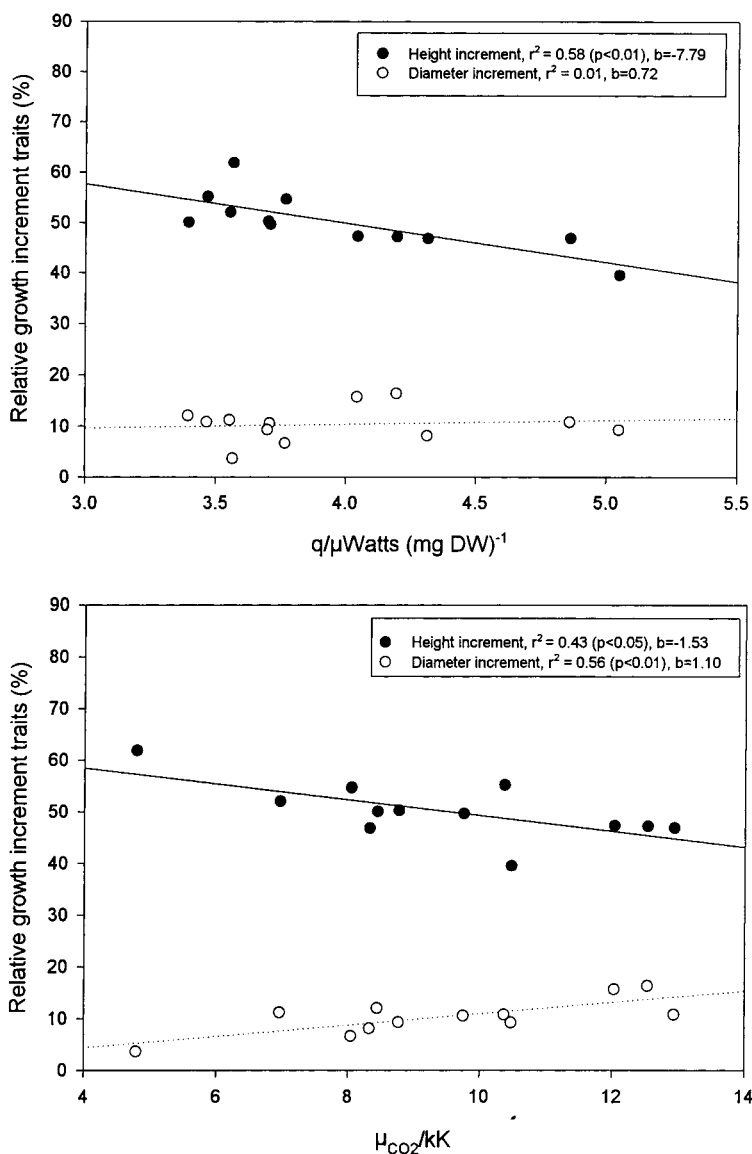 90
80
70
60
50
40
30
20
10
0
Relative growth increment traits (%)
● Height increment, r² = 0.58 (p<0.01), b=-7.79
○ Diameter increment, r² = 0.01, b=0.72
3.0 3.5 4.0 4.5 5.0 5.5
q/µWatts (mg DW)⁻¹
90
80
70
60
50
40
30
20
10
0
Relative growth increment traits (%)
● Height increment, r² = 0.43 (p<0.05), b=-1.53
○ Diameter increment, r² = 0.56 (p<0.01), b=1.10
4 6 8 10 12 14
µCO2/kK